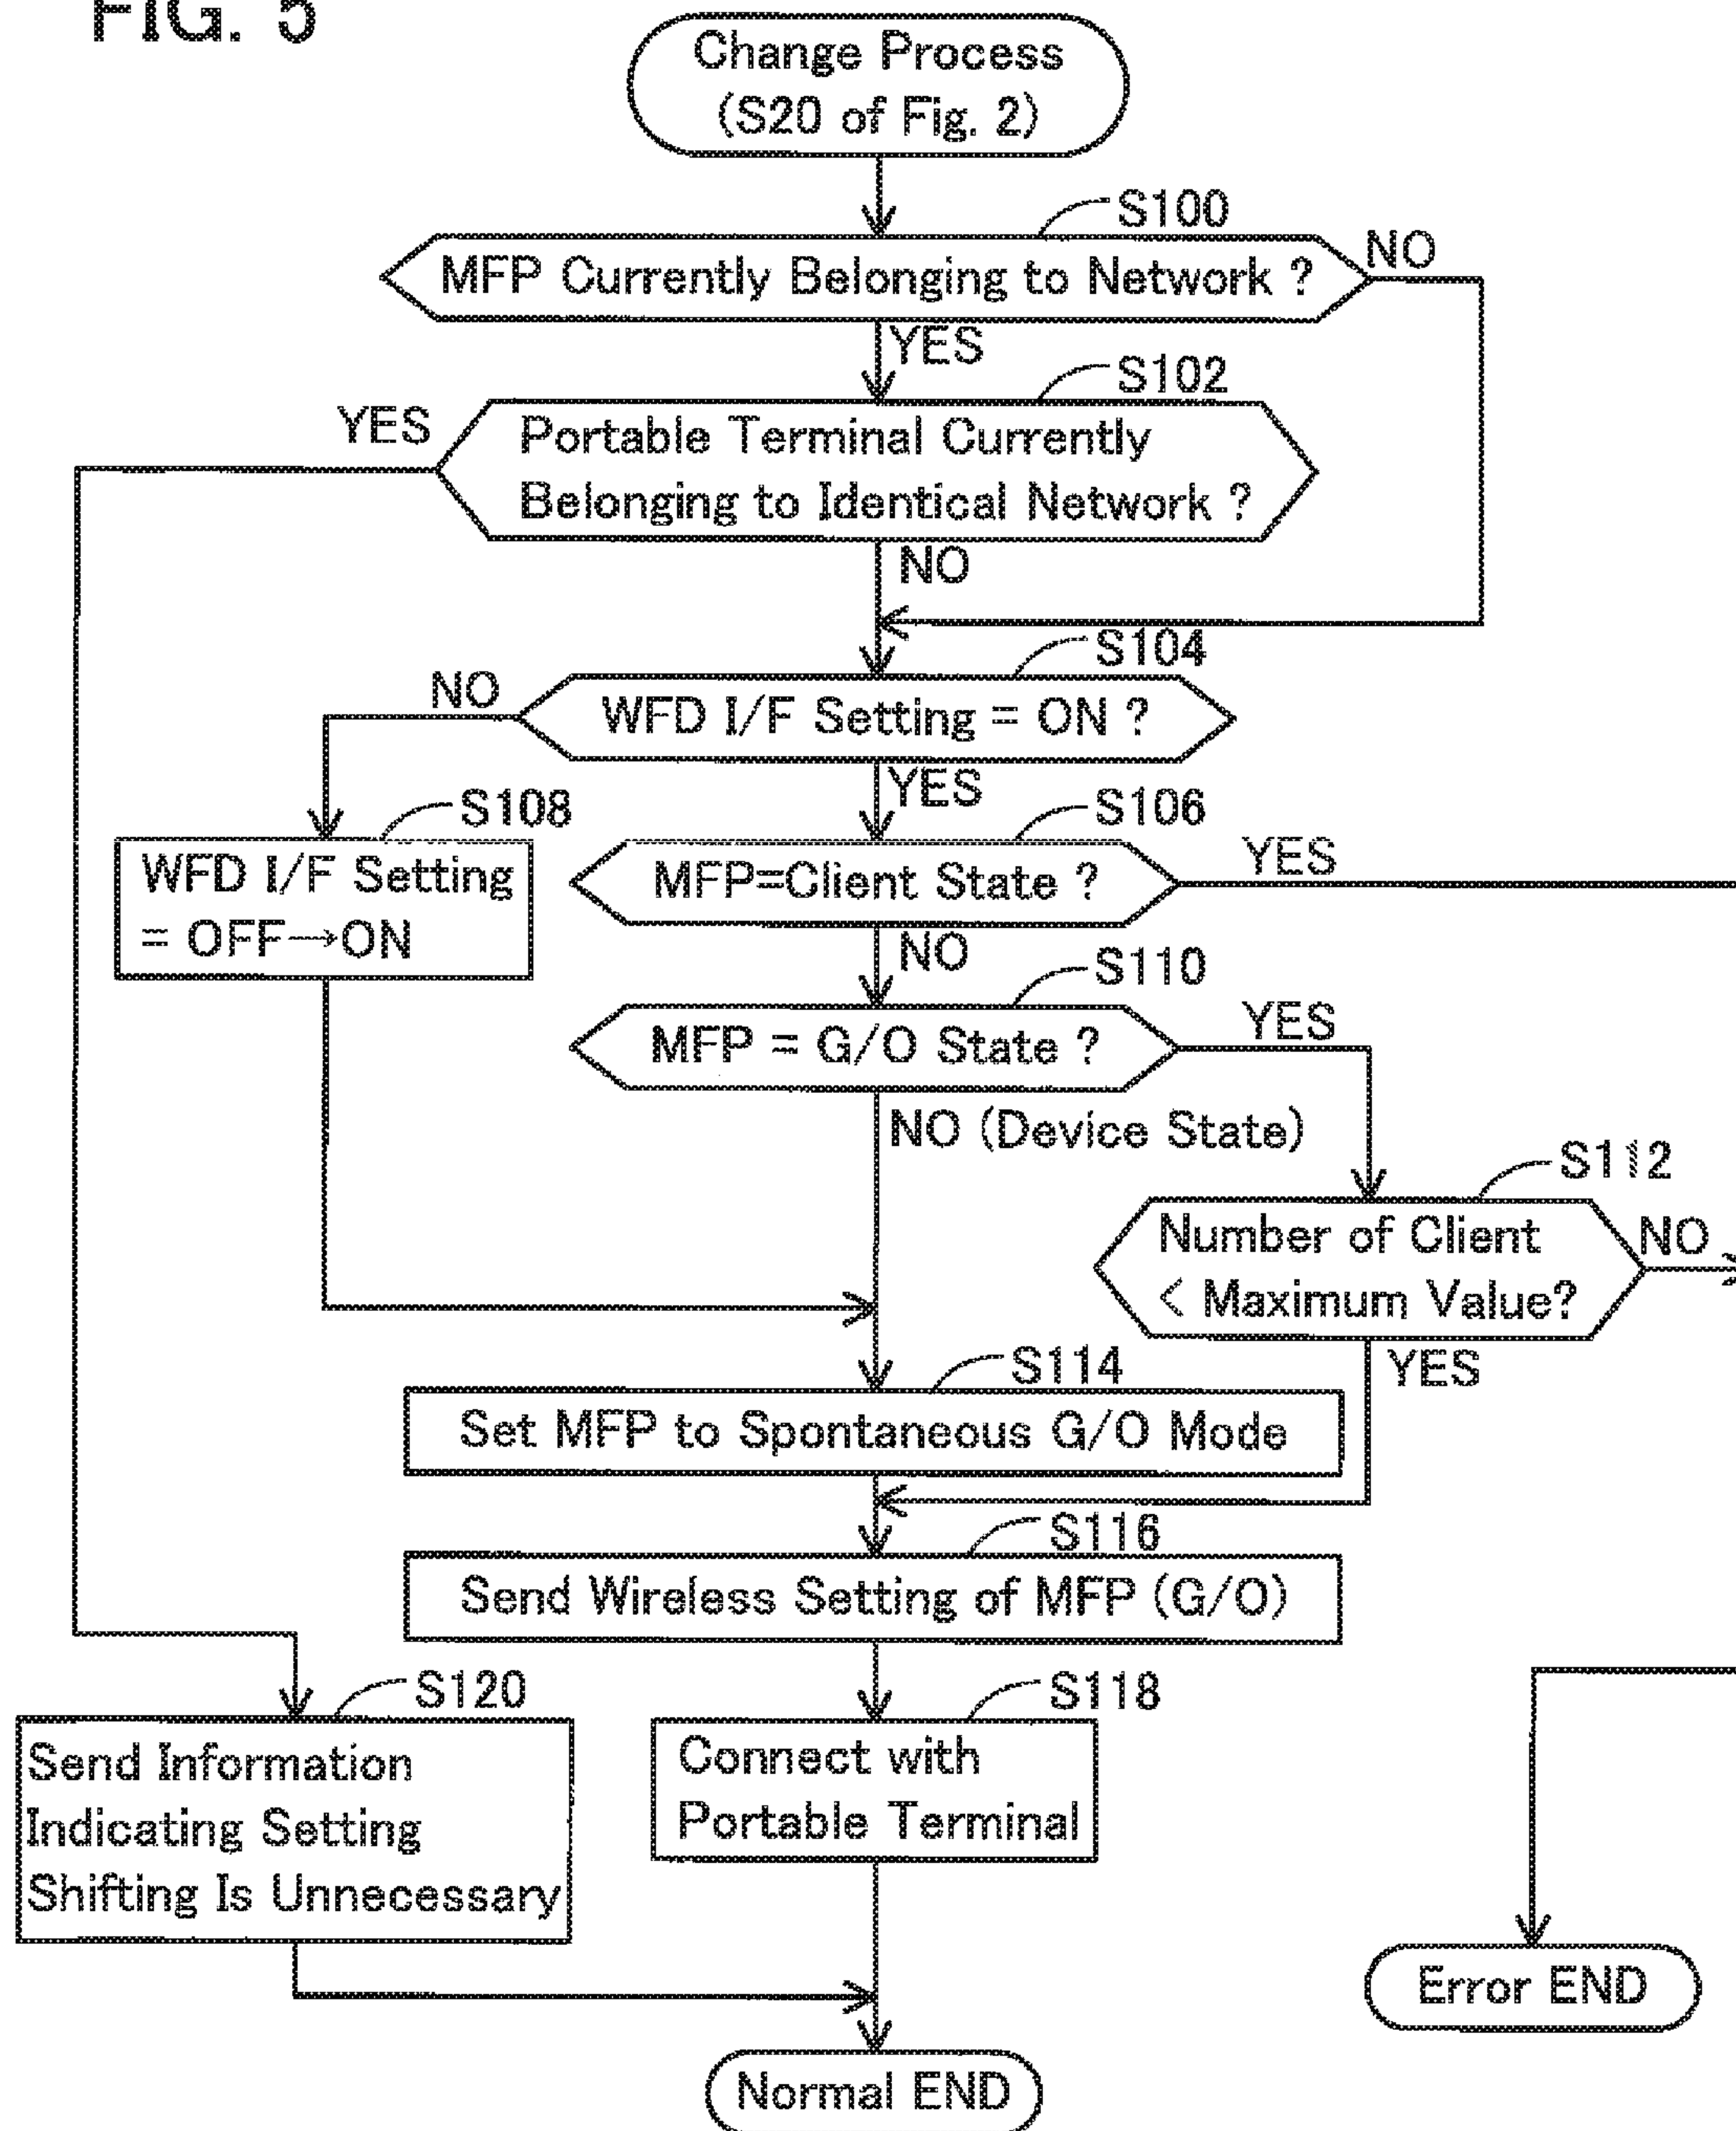 FIG. 5
Change Process
(S20 of Fig. 2)
S100
MFP Currently Belonging to Network ?
NO
YES
S102
YES
Portable Terminal Currently
Belonging to Identical Network ?
NO
S104
NO
WFD I/F Setting = ON ?
YES
S108
S106
WFD I/F Setting
= OFF→ON
MFP=Client State ?
YES
NO
S110
MFP = G/O State ?
YES
NO (Device State)
S112
Number of Client
< Maximum Value?
NO
YES
S114
Set MFP to Spontaneous G/O Mode
S116
Send Wireless Setting of MFP (G/O)
S120
S118
Send Information
Indicating Setting
Shifting Is Unnecessary
Connect with
Portable Terminal
Error END
Normal END